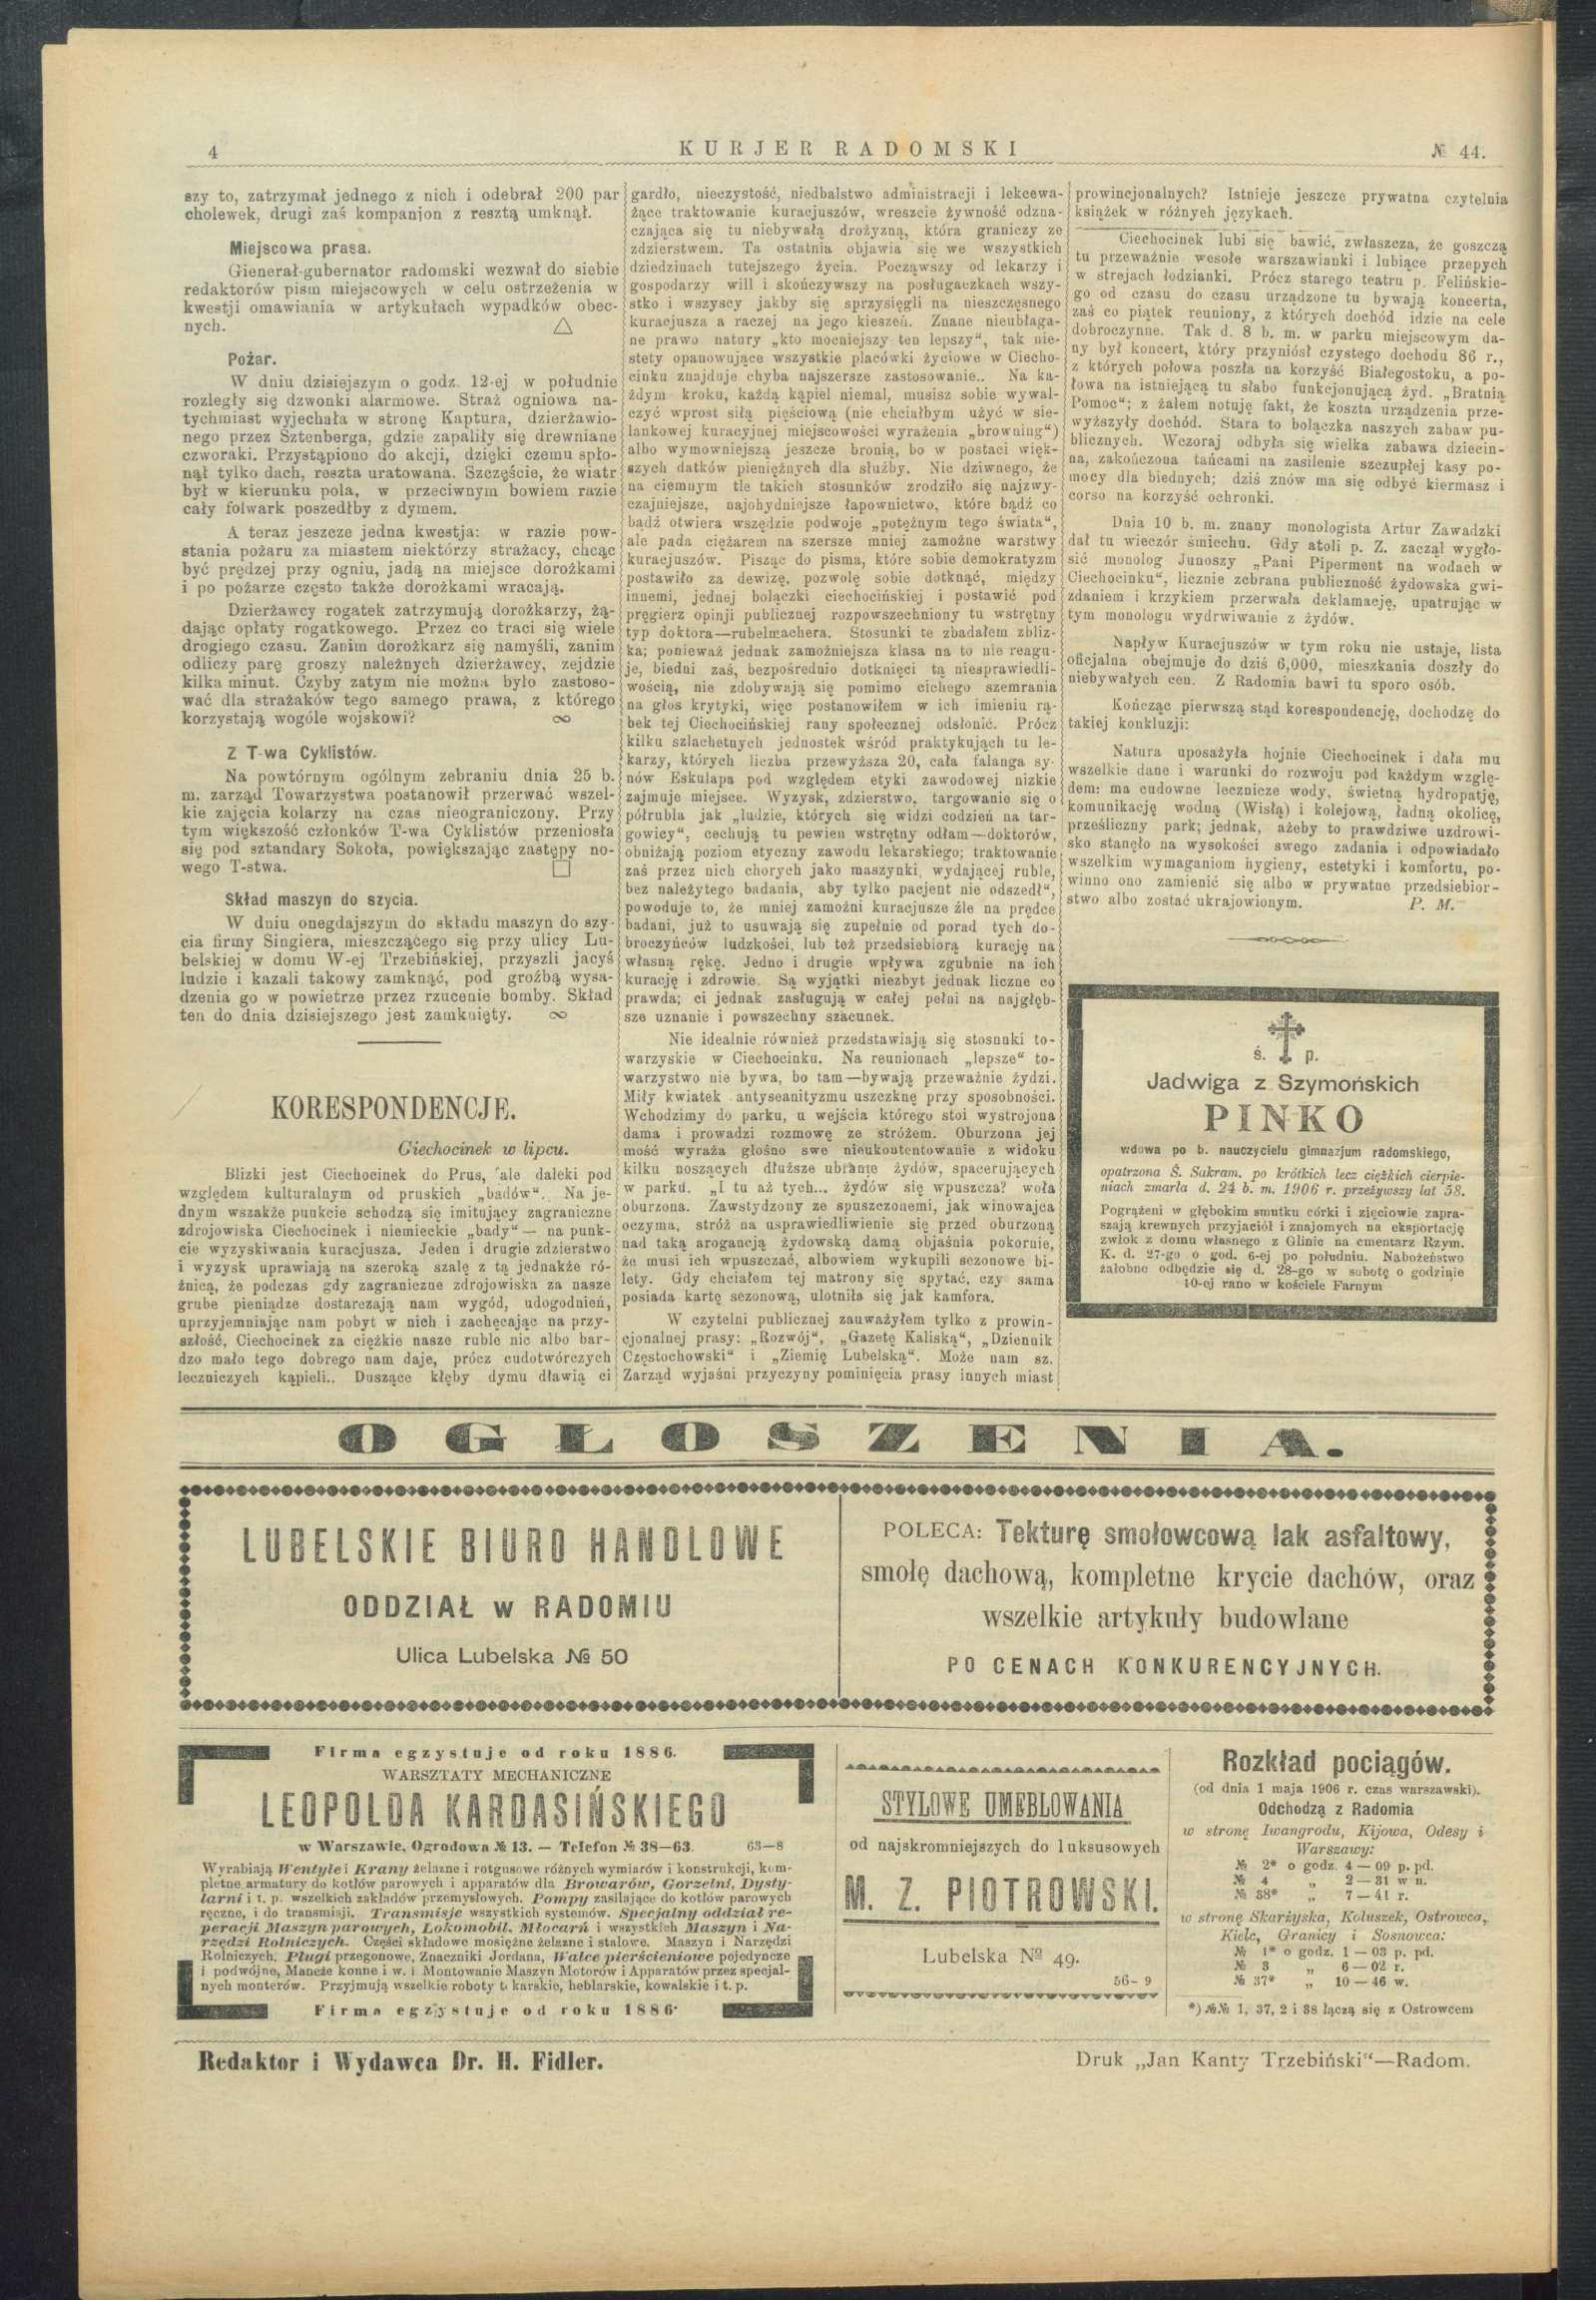 4
KURJER RADOMSKI
№ 44.
szy to, zatrzymał jednego z nich i odebrał 200 par
cholewek, drugi zaś kompanjon z resztą umknął.
Miejscowa prasa.
Gienerał-gubernator radomski wezwał do siebie
redaktorów pism miejscowych w celu ostrzeżenia w
kwestji omawiania w artykułach wypadków obec-
nych. △
Pożar.
W dniu dzisiejszym o godz. 12-ej w południe
rozległy się dzwonki alarmowe. Straż ogniowa na-
tychmiast wyjechała w stronę Kaptura, dzierżawio-
nego przez Sztenberga, gdzie zapaliły się drewniane
czworaki. Przystąpiono do akcji, dzięki czemu spło-
nął tylko dach, reszta uratowana. Szczęście, że wiatr
był w kierunku pola, w przeciwnym bowiem razie
cały folwark poszedłby z dymem.
A teraz jeszcze jedna kwestja: w razie pow-
stania pożaru za miastem niektórzy strażacy, chcąc
być prędzej przy ogniu, jadą na miejsce dorożkami
i po pożarze często także dorożkami wracają.
Dzierżawcy rogatek zatrzymują dorożkarzy, żą-
dając opłaty rogatkowego. Przez co traci się wiele
drogiego czasu. Zanim dorożkarz się namyśli, zanim
odliczy parę groszy należnych dzierżawcy, zejdzie
kilka minut. Czyby zatym nie można było zastoso-
wać dla strażaków tego samego prawa, z którego
korzystają wogóle wojskowi? ∞
Z T-wa Cyklistów.
Na powtórnym ogólnym zebraniu dnia 25 b.
m. zarząd Towarzystwa postanowił przerwać wszel-
kie zajęcia kolarzy na czas nieograniczony. Przy
tym większość członków T-wa Cyklistów przeniosła
się pod sztandary Sokoła, powiększając zastępy no-
wego T-stwa. □
Skład maszyn do szycia.
W dniu onegdajszym do składu maszyn do szy-
cia firmy Singiera, mieszczącego się przy ulicy Lu-
belskiej w domu W-ej Trzebińskiej, przyszli jacyś
ludzie i kazali takowy zamknąć, pod groźbą wysa-
dzenia go w powietrze przez rzucenie bomby. Skład
ten do dnia dzisiejszego jest zamknięty. ∞
KORESPONDENCJE.
Ciechocinek w lipcu.
Blizki jest Ciechocinek do Prus, ale daleki pod
względem kulturalnym od pruskich „badów“. Na je-
dnym wszakże punkcie schodzą się imitujący zagraniczne
zdrojowiska Ciechocinek i niemieckie „bady“ — na punk-
cie wyzyskiwania kuracjusza. Jeden i drugie zdzierstwo
i wyzysk uprawiają na szeroką szalę z tą jednakże ró-
żnicą, że podczas gdy zagraniczne zdrojowiska za nasze
grube pieniądze dostarczają nam wygód, udogodnień,
uprzyjemniając nam pobyt w nich i zachęcając na przy-
szłość, Ciechocinek za ciężkie nasze ruble nic albo bar-
dzo mało tego dobrego nam daje, prócz cudotwórczych
leczniczych kąpieli.. Duszące kłęby dymu dławią ci
gardło, nieczystość, niedbalstwo administracji i lekcewa-
żące traktowanie kuracjuszów, wreszcie żywność odzna-
czająca się tu niebywałą drożyzną, która graniczy ze
zdzierstwem. Ta ostatnia objawia się we wszystkich
dziedzinach tutejszego życia. Począwszy od lekarzy i
gospodarzy will i skończywszy na posługaczkach wszy-
stko i wszyscy jakby się sprzysięgli na nieszczęsnego
kuracjusza a raczej na jego kieszeń. Znane nieubłaga-
ne prawo natury „kto mocniejszy ten lepszy“, tak nie-
stety opanowujące wszystkie placówki życiowe w Ciecho-
cinku znajduje chyba najszersze zastosowanie.. Na ka-
żdym kroku, każdą kąpiel niemal, musisz sobie wywal-
czyć wprost siłą pięściową (nie chciałbym użyć w sie-
lankowej kuracyjnej miejscowości wyrażenia „browning“)
albo wymowniejszą jeszcze bronią, bo w postaci więk-
szych datków pieniężnych dla służby. Nic dziwnego, że
na ciemnym tle takich stosunków zrodziło się najzwy-
czajniejsze, najohydniejsze łapownictwo, które bądź co
bądź otwiera wszędzie podwoje „potężnym tego świata“,
ale pada ciężarem na szersze mniej zamożne warstwy
kuracjuszów. Pisząc do pisma, które sobie demokratyzm
postawiło za dewizę, pozwolę sobie dotknąć, między
innemi, jednej bolączki ciechocińskiej i postawić pod
pręgierz opinji publicznej rozpowszechniony tu wstrętny
typ doktora—rubelmachera. Stosunki te zbadałem zbliz-
ka; ponieważ jednak zamożniejsza klasa na to nie reagu-
je, biedni zaś, bezpośrednio dotknięci tą niesprawiedli-
wością, nie zdobywają się pomimo cichego szemrania
na głos krytyki, więc postanowiłem w ich imieniu rą-
bek tej Ciechocińskiej rany społecznej odsłonić. Prócz
kilku szlachetnych jednostek wśród praktykujących tu le-
karzy, których liczba przewyższa 20, cała falanga sy-
nów Eskulapa pod względem etyki zawodowej nizkie
zajmuje miejsce. Wyzysk, zdzierstwo, targowanie się o
półrubla jak „ludzie, których się widzi codzień na tar-
gowicy“, cechują tu pewien wstrętny odłam—doktorów,
obniżają poziom etyczny zawodu lekarskiego; traktowanie
zaś przez nich chorych jako maszynki, wydającej ruble,
bez należytego badania, aby tylko pacjent nie odszedł“,
powoduje to, że mniej zamożni kuracjusze źle na prędce
badani, już to usuwają się zupełnie od porad tych do-
broczyńców ludzkości, lub też przedsiebiorą kurację na
własną rękę. Jedno i drugie wpływa zgubnie na ich
kurację i zdrowie. Są wyjątki niezbyt jednak liczne co
prawda; ci jednak zasługują w całej pełni na najgłęb-
sze uznanie i powszechny szacunek.
Nie idealnie również przedstawiają się stosunki to-
warzyskie w Ciechocinku. Na reunionach „lepsze“ to-
warzystwo nie bywa, bo tam—bywają przeważnie żydzi.
Miły kwiatek antyseanityzmu uszczknę przy sposobności.
Wchodzimy do parku, u wejścia którego stoi wystrojona
dama i prowadzi rozmowę ze stróżem. Oburzona jej
mość wyraża głośno swe nieukontentowanie z widoku
kilku noszących dłuższe ubranie żydów, spacerujących
w parku. „I tu aż tych... żydów się wpuszcza? woła
oburzona. Zawstydzony ze spuszczonemi, jak winowajca
oczyma, stróż na usprawiedliwienie się przed oburzoną
nad taką arogancją żydowską damą objaśnia pokornie,
że musi ich wpuszczać, albowiem wykupili sezonowe bi-
lety. Gdy chciałem tej matrony się spytać, czy sama
posiada kartę sezonową, ulotniła się jak kamfora.
W czytelni publicznej zauważyłem tylko z prowin-
cjonalnej prasy: „Rozwój“, „Gazetę Kaliską“, „Dziennik
Częstochowski“ i „Ziemię Lubelską“. Może nam sz.
Zarząd wyjaśni przyczyny pominięcia prasy innych miast
prowincjonalnych? Istnieje jeszcze prywatna czytelnia
książek w różnych językach.
Ciechocinek lubi się bawić, zwłaszcza, że goszczą
tu przeważnie wesołe warszawianki i lubiące przepych
w strojach łodzianki. Prócz starego teatru p. Felińskie-
go od czasu do czasu urządzone tu bywają koncerta,
zaś co piątek reuniony, z których dochód idzie na cele
dobroczynne. Tak d. 8 b. m. w parku miejscowym da-
ny był koncert, który przyniósł czystego dochodu 86 r.,
z których połowa poszła na korzyść Białegostoku, a po-
łowa na istniejącą tu słabo funkcjonującą żyd. „Bratnią
Pomoc“; z żalem notuję fakt, że koszta urządzenia prze-
wyższyły dochód. Stara to bolączka naszych zabaw pu-
blicznych. Wczoraj odbyła się wielka zabawa dziecin-
na, zakończona tańcami na zasilenie szczupłej kasy po-
mocy dla biednych; dziś znów ma się odbyć kiermasz i
corso na korzyść ochronki.
Dnia 10 b. m. znany monologista Artur Zawadzki
dał tu wieczór śmiechu. Gdy atoli p. Z. zaczął wygło-
sić monolog Junoszy „Pani Piperment na wodach w
Ciechocinku“, licznie zebrana publiczność żydowska gwi-
zdaniem i krzykiem przerwała deklamację, upatrując w
tym monologu wydrwiwanie z żydów.
Napływ Kuracjuszów w tym roku nie ustaje, lista
oficjalna obejmuje do dziś 6,000, mieszkania doszły do
niebywałych cen. Z Radomia bawi tu sporo osób.
Kończąc pierwszą stąd korespondencję, dochodzę do
takiej konkluzji:
Natura uposażyła hojnie Ciechocinek i dała mu
wszelkie dane i warunki do rozwoju pod każdym wzglę-
dem: ma cudowne lecznicze wody, świetną hydropatję,
komunikację wodną (Wisłą) i kolejową, ładną okolicę,
prześliczny park; jednak, ażeby to prawdziwe uzdrowi-
sko stanęło na wysokości swego zadania i odpowiadało
wszelkim wymaganiom hygieny, estetyki i komfortu, po-
winno ono zamienić się albo w prywatne przedsiebior-
stwo albo zostać ukrajowionym. P. M.
ś. p.
Jadwiga z Szymońskich
PINKO
wdowa po b. nauczycielu gimnazjum radomskiego,
opatrzona Ś. Sakram. po krótkich lecz ciężkich cierpie-
niach zmarła d. 24 b. m. 1906 r. przeżywszy lat 58.
Pogrążeni w głębokim smutku córki i zięciowie zapra-
szają krewnych przyjaciół i znajomych na eksportację
zwłok z domu własnego z Glinic na cmentarz Rzym.
K. d. 27-go o god. 6-ej po południu. Nabożeństwo
żałobne odbędzie się d. 28-go w sobotę o godzinie
10-ej rano w kościele Farnym
OGŁOSZENIA.
LUBELSKIE BIURO HANDLOWE
ODDZIAŁ w RADOMIU
Ulica Lubelska № 50
POLECA: Tekturę smołowcową lak asfaltowy,
smołę dachową, kompletne krycie dachów, oraz
wszelkie artykuły budowlane
PO CENACH KONKURENCYJNYCH.
Firma egzystuje od roku 1886.
WARSZTATY MECHANICZNE
LEOPOLDA KARDASIŃSKIEGO
w Warszawie, Ogrodowa № 13. — Telefon № 38—63. 63—8
Wyrabiają Wentyle i Krany żelazne i rotgusowe różnych wymiarów i konstrukcji, kom-
pletne armatury do kotłów parowych i apparatów dla Browarów, Gorzelni, Dysty-
larni i t. p. wszelkich zakładów przemysłowych. Pompy zasilające do kotłów parowych
ręczne, i do transmisji. Transmisje wszystkich systemów. Specjalny oddział re-
peracji Maszyn parowych, Lokomobil, Młocarń i wszystkich Maszyn i Na-
rzędzi Rolniczych. Części składowe mosiężne żelazne i stalowe. Maszyn i Narzędzi
Rolniczych. Pługi przegonowe, Znaczniki Jordana, Walce pierścieniowe pojedyncze
i podwójne, Maneże konne i w. i. Montowanie Maszyn Motorów i Apparatów przez specjal-
nych monterów. Przyjmują wszelkie roboty t. karskie, heblarskie, kowalskie i t. p.
Firma egzystuje od roku 1886.
STYLOWE UMEBLOWANIA
od najskromniejszych do luksusowych
M. Z. PIOTROWSKI.
Lubelska № 49.
56-9
Rozkład pociągów.
(od dnia 1 maja 1906 r. czas warszawski).
Odchodzą z Radomia
w stronę Iwangrodu, Kijowa, Odesy i
Warszawy:
№ 2* o godz. 4 — 09 p. pd.
№ 4 „ 2 — 31 w n.
№ 38* „ 7 — 41 r.
w stronę Skarżyska, Koluszek, Ostrowca,
Kielc, Granicy i Sosnowca:
№ 1* o godz. 1 — 03 p. pd.
№ 3 „ 6 — 02 r.
№ 37* „ 10 — 46 w.
*) №№ 1, 37, 2 i 38 łączą się z Ostrowcem
Redaktor i Wydawca Dr. H. Fidler.
Druk „Jan Kanty Trzebiński“—Radom.